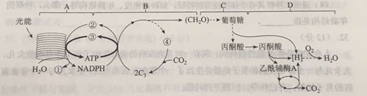 A B C D
光能
② (CH₂O) 葡萄糖
③ ④
丙酮酸 丙酮酸 [H] O₂ H₂O
ATP
H₂O ① NADPH 2C₃ CO₂
乙酰辅酶A
CO₂